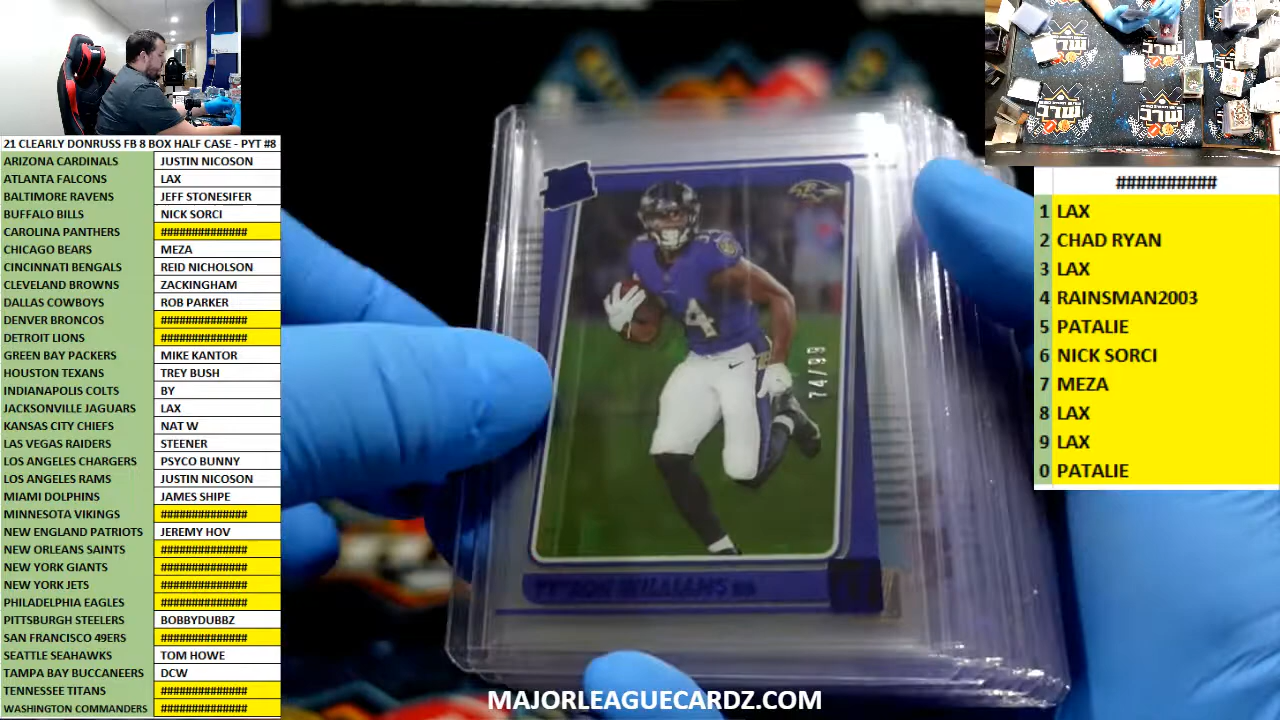 21 CLEARLY DONRUSS FB 8 BOX HALF CASE - PYT #8
ARIZONA CARDINALS JUSTIN NICOSON
ATLANTA FALCONS LAX
BALTIMORE RAVENS JEFF STONESIFER
BUFFALO BILLS NICK SORCI
CAROLINA PANTHERS ##############
CHICAGO BEARS MEZA
CINCINNATI BENGALS REID NICHOLSON
CLEVELAND BROWNS ZACKINGHAM
DALLAS COWBOYS ROB PARKER
DENVER BRONCOS ##############
DETROIT LIONS ##############
GREEN BAY PACKERS MIKE KANTOR
HOUSTON TEXANS TREY BUSH
INDIANAPOLIS COLTS BY
JACKSONVILLE JAGUARS LAX
KANSAS CITY CHIEFS NAT W
LAS VEGAS RAIDERS STEENER
LOS ANGELES CHARGERS PSYCO BUNNY
LOS ANGELES RAMS JUSTIN NICOSON
MIAMI DOLPHINS JAMES SHIPE
MINNESOTA VIKINGS ##############
NEW ENGLAND PATRIOTS JEREMY HOV
NEW ORLEANS SAINTS ##############
NEW YORK GIANTS ##############
NEW YORK JETS ##############
PHILADELPHIA EAGLES ##############
PITTSBURGH STEELERS BOBBYDUBBZ
SAN FRANCISCO 49ERS ##############
SEATTLE SEAHAWKS TOM HOWE
TAMPA BAY BUCCANEERS DCW
TENNESSEE TITANS ##############
WASHINGTON COMMANDERS ##############
34
4
74/99
WILLIAMS
MAJORLEAGUECARDZ.COM
##########
1 LAX
2 CHAD RYAN
3 LAX
4 RAINSMAN2003
5 PATALIE
6 NICK SORCI
7 MEZA
8 LAX
9 LAX
0 PATALIE